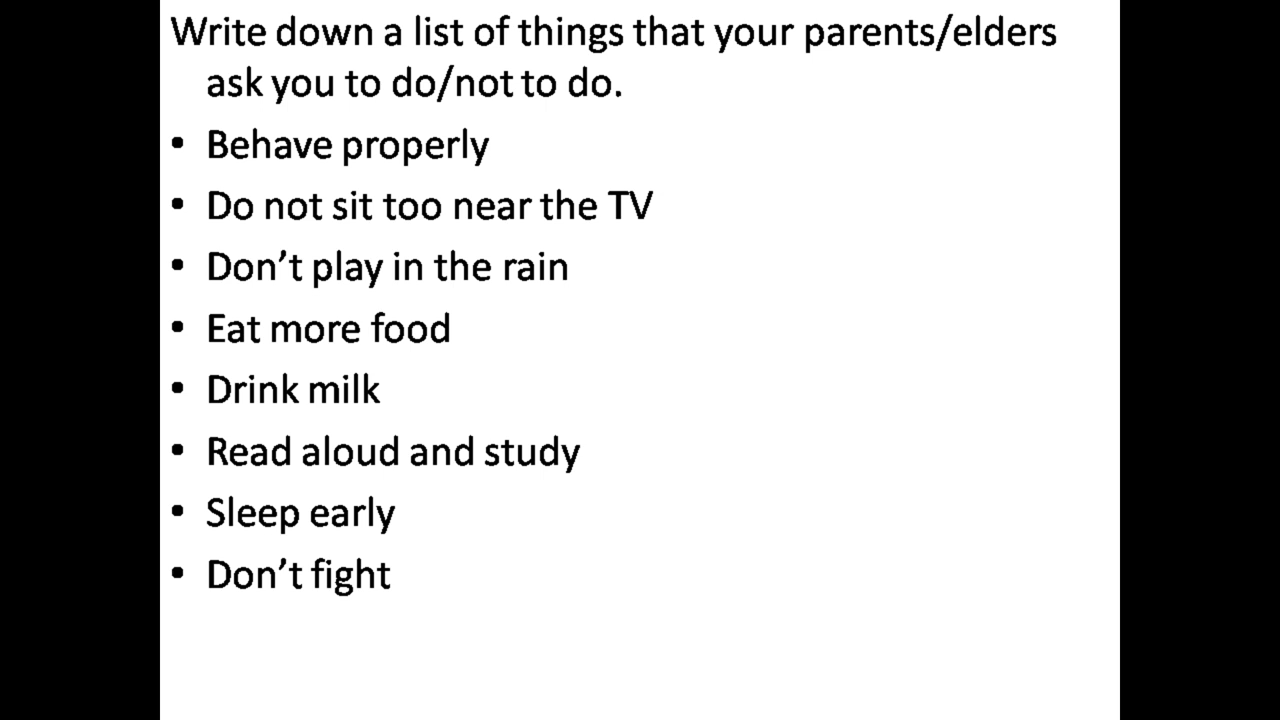 Write down a list of things that your parents/elders
ask you to do/not to do.
• Behave properly
• Do not sit too near the TV
• Don’t play in the rain
• Eat more food
• Drink milk
• Read aloud and study
• Sleep early
• Don’t fight